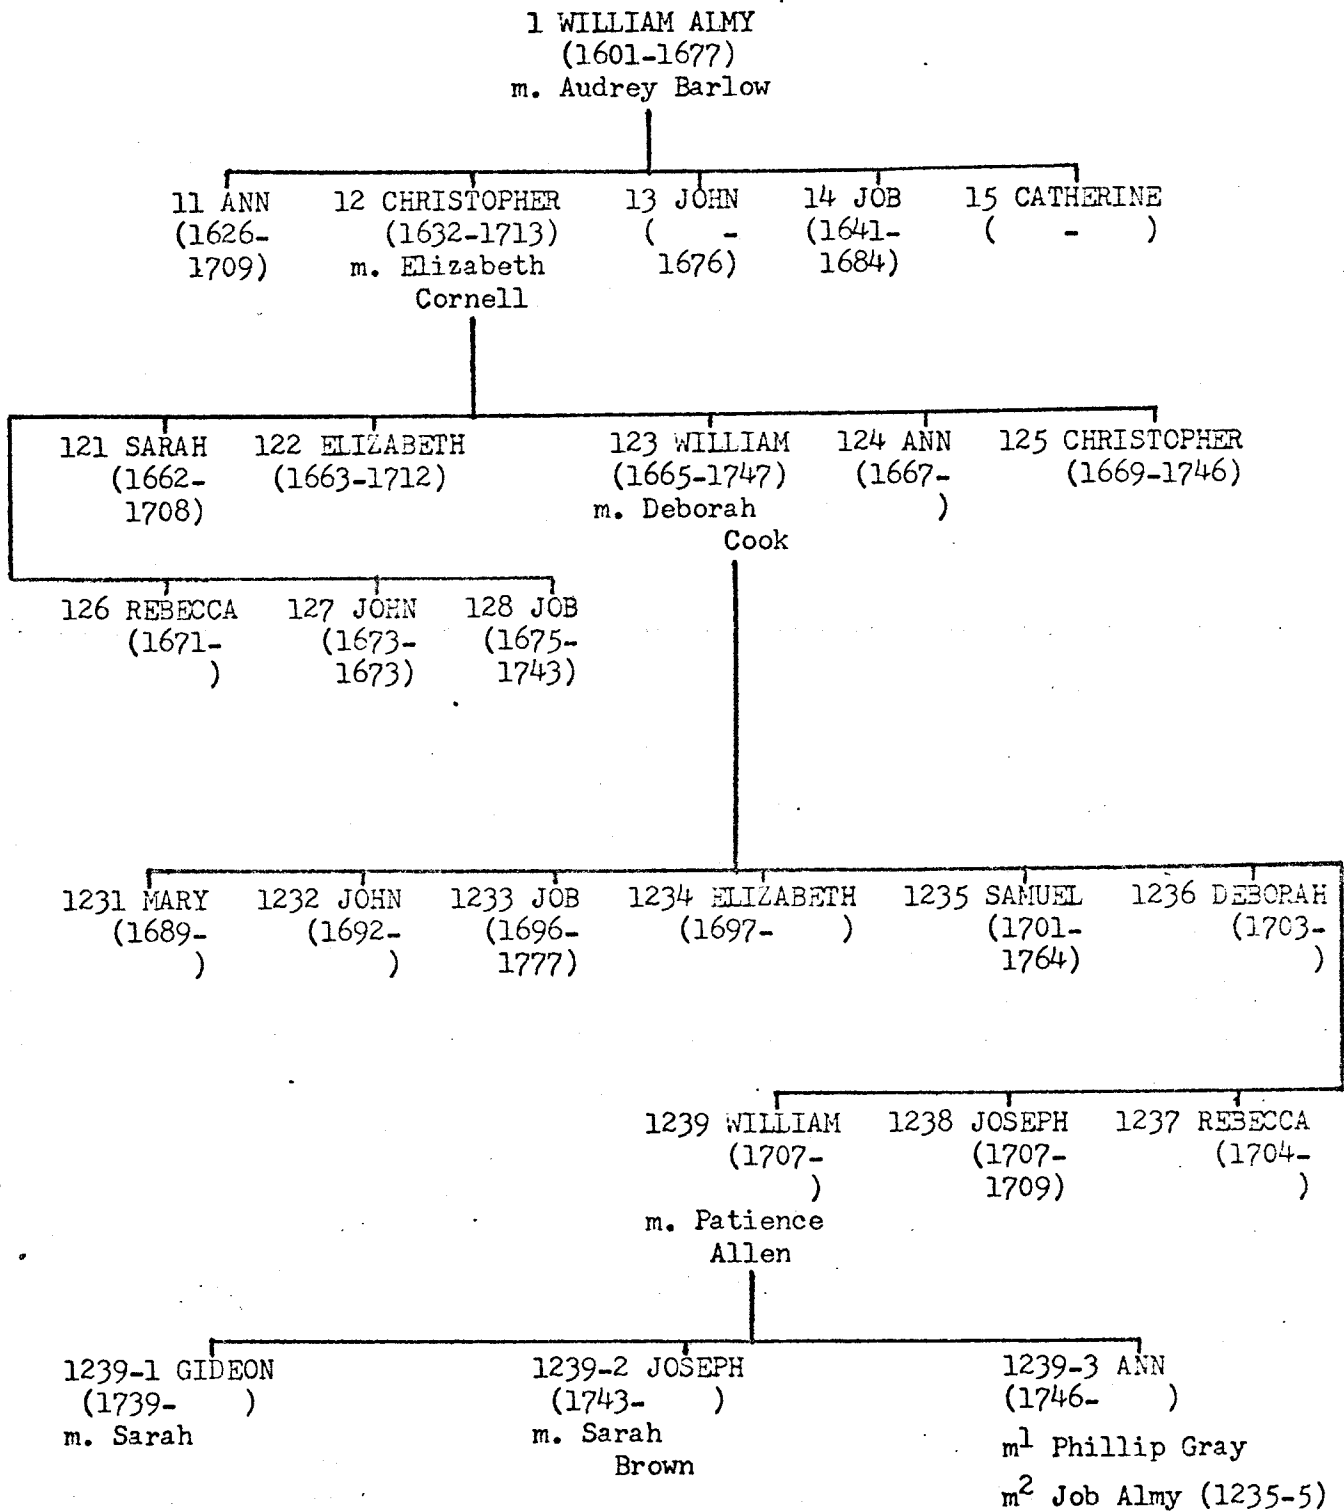 1 WILLIAM ALMY
(1601-1677)
m. Audrey Barlow
11 ANN
(1626-
1709)
12 CHRISTOPHER
(1632-1713)
m. Elizabeth
Cornell
13 JOHN
( -
1676)
14 JOB
(1641-
1684)
15 CATHERINE
( - )
121 SARAH
(1662-
1708)
122 ELIZABETH
(1663-1712)
123 WILLIAM
(1665-1747)
m. Deborah
Cook
124 ANN
(1667-
)
125 CHRISTOPHER
(1669-1746)
126 REBECCA
(1671-
)
127 JOHN
(1673-
1673)
128 JOB
(1675-
1743)
1231 MARY
(1689-
)
1232 JOHN
(1692-
)
1233 JOB
(1696-
1777)
1234 ELIZABETH
(1697- )
1235 SAMUEL
(1701-
1764)
1236 DEBORAH
(1703-
)
1239 WILLIAM
(1707-
)
m. Patience
Allen
1238 JOSEPH
(1707-
1709)
1237 REBECCA
(1704-
)
1239-1 GIDEON
(1739- )
m. Sarah
1239-2 JOSEPH
(1743- )
m. Sarah
Brown
1239-3 ANN
(1746- )
m¹ Phillip Gray
m² Job Almy (1235-5)